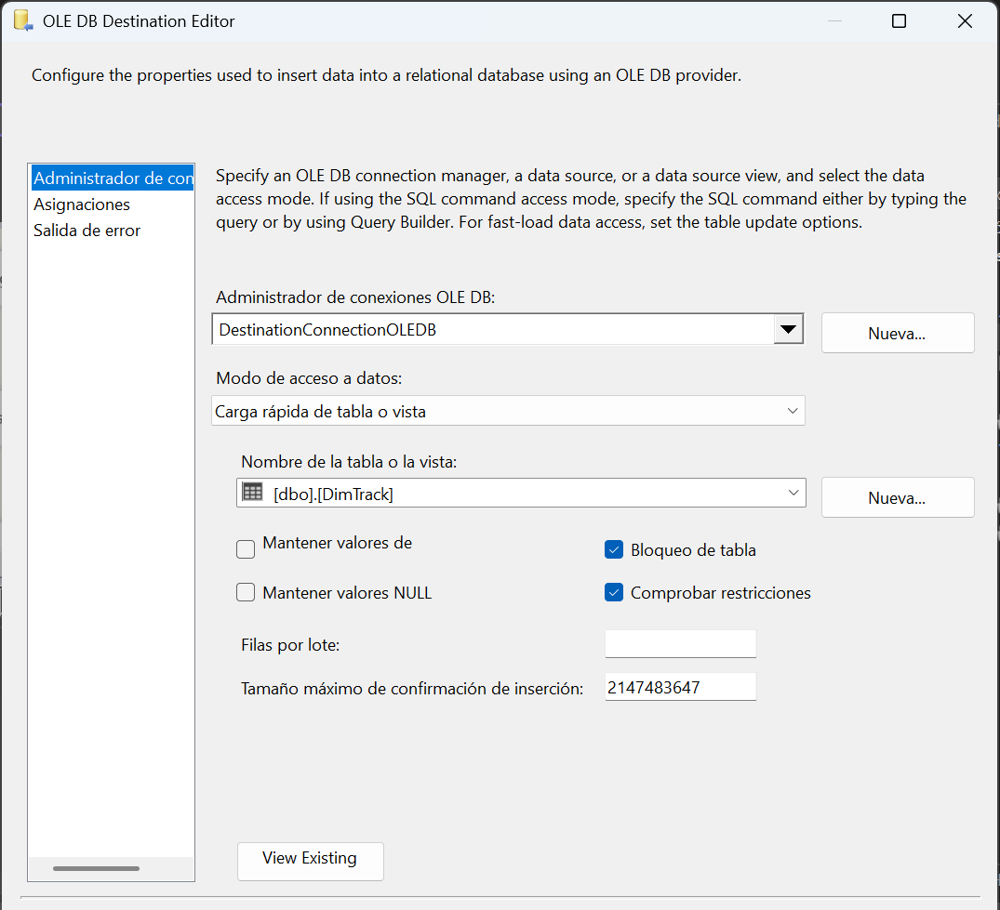 OLE DB Destination Editor
Configure the properties used to insert data into a relational database using an OLE DB provider.
Administrador de con
Asignaciones
Salida de error
Specify an OLE DB connection manager, a data source, or a data source view, and select the data
access mode. If using the SQL command access mode, specify the SQL command either by typing the
query or by using Query Builder. For fast-load data access, set the table update options.
Administrador de conexiones OLE DB:
DestinationConnectionOLEDB
Nueva...
Modo de acceso a datos:
Carga rápida de tabla o vista
Nombre de la tabla o la vista:
[dbo].[DimTrack]
Nueva...
Mantener valores de
Bloqueo de tabla
Mantener valores NULL
Comprobar restricciones
Filas por lote:
Tamaño máximo de confirmación de inserción:
2147483647
View Existing